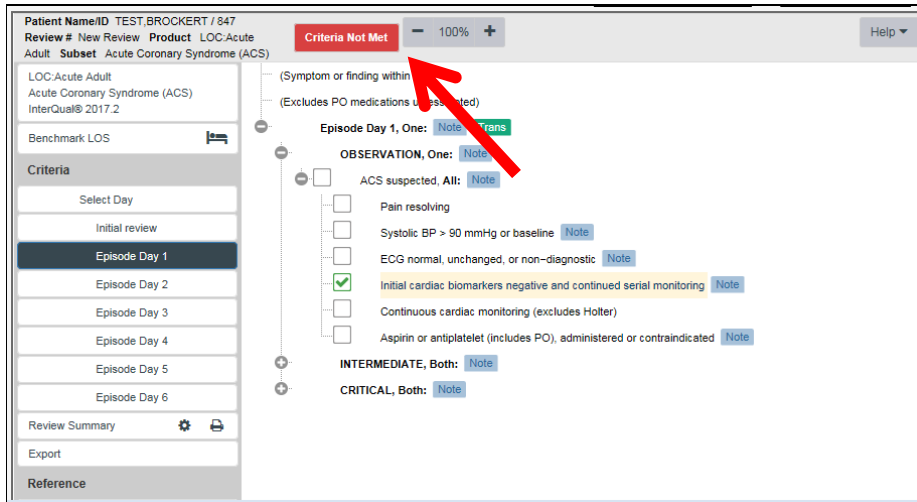 Patient Name/ID TEST,BROCKERT / 847
Review # New Review Product LOC:Acute
Adult Subset Acute Coronary Syndrome (ACS)
Criteria Not Met
100%
Help
LOC:Acute Adult
Acute Coronary Syndrome (ACS)
InterQual® 2017.2
Benchmark LOS
Criteria
Select Day
Initial review
Episode Day 1
Episode Day 2
Episode Day 3
Episode Day 4
Episode Day 5
Episode Day 6
Review Summary
Export
Reference
(Symptom or finding within
(Excludes PO medications
Episode Day 1, One: Note Trans
OBSERVATION, One: Note
ACS suspected, All: Note
Pain resolving
Systolic BP > 90 mmHg or baseline Note
ECG normal, unchanged, or non-diagnostic Note
Initial cardiac biomarkers negative and continued serial monitoring Note
Continuous cardiac monitoring (excludes Holter)
Aspirin or antiplatelet (includes PO), administered or contraindicated Note
INTERMEDIATE, Both: Note
CRITICAL, Both: Note